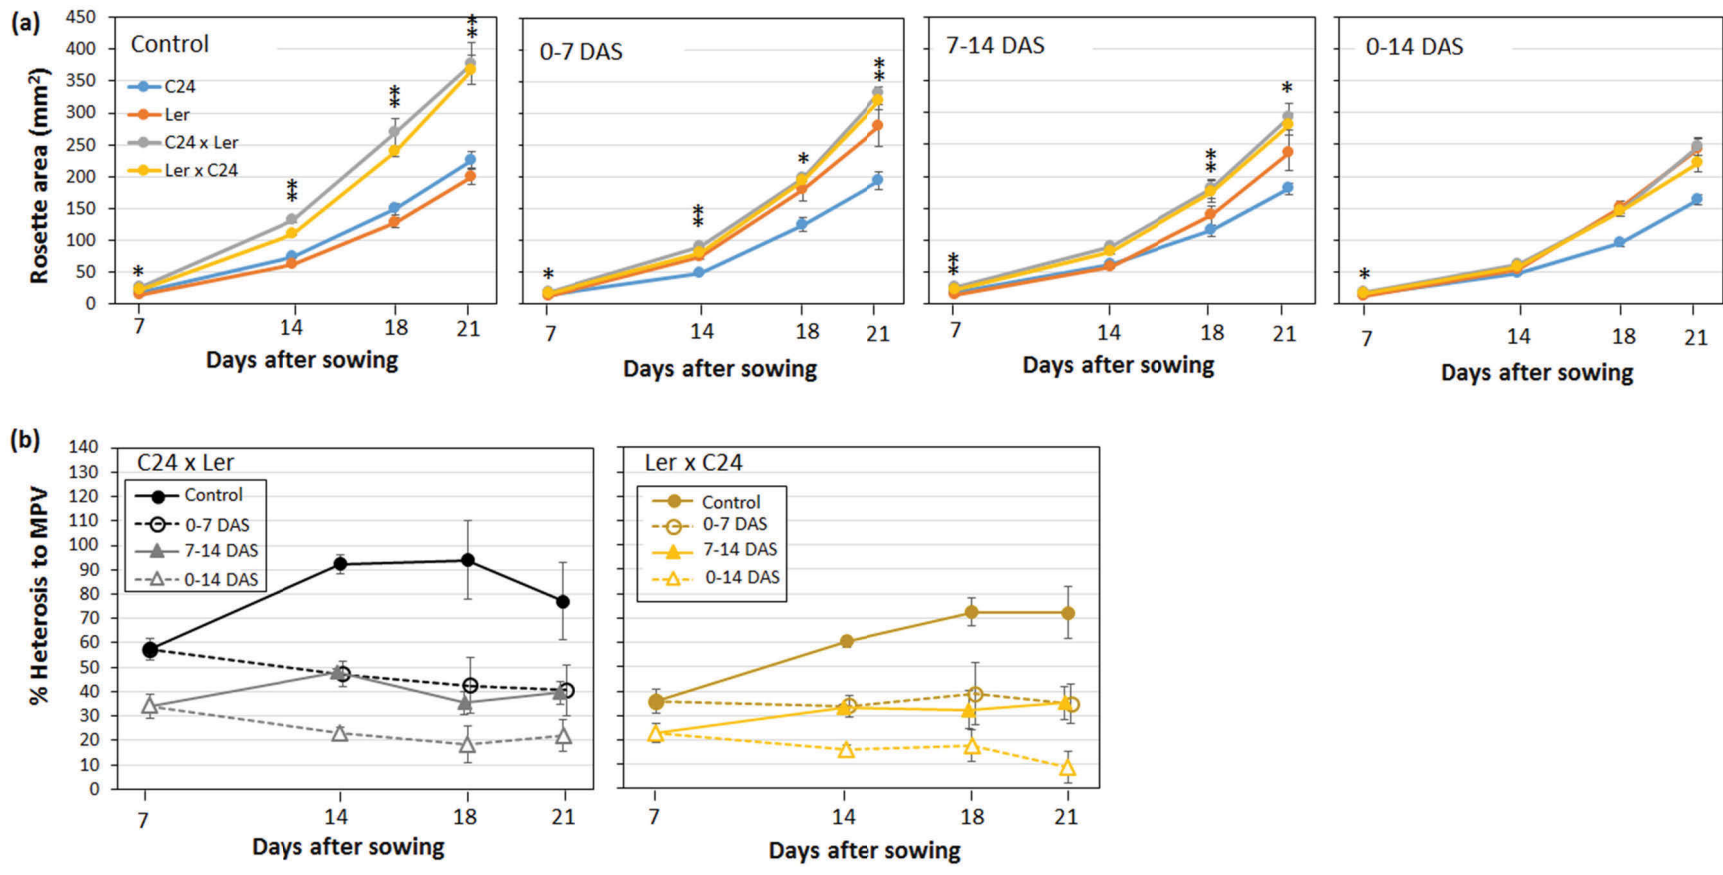 (a)
Rosette area (mm²)
450
400
350
300
250
200
150
100
50
0
Control
C24
Ler
C24 x Ler
Ler x C24
*
**
**
**
7 14 18 21
Days after sowing
0-7 DAS
*
**
*
**
7 14 18 21
Days after sowing
7-14 DAS
**
**
*
7 14 18 21
Days after sowing
0-14 DAS
*
7 14 18 21
Days after sowing
(b)
% Heterosis to MPV
140
130
120
110
100
90
80
70
60
50
40
30
20
10
0
C24 x Ler
Control
0-7 DAS
7-14 DAS
0-14 DAS
7 14 18 21
Days after sowing
Ler x C24
Control
0-7 DAS
7-14 DAS
0-14 DAS
7 14 18 21
Days after sowing